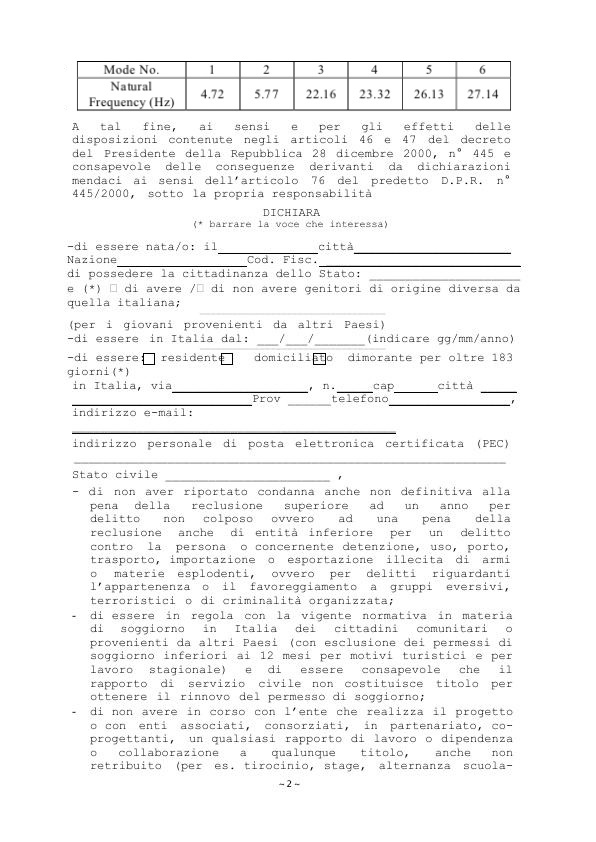 Mode No. 1 2 3 4 5 6
Natural Frequency (Hz) 4.72 5.77 22.16 23.32 26.13 27.14
A tal fine, ai sensi e per gli effetti delle
disposizioni contenute negli articoli 46 e 47 del decreto
del Presidente della Repubblica 28 dicembre 2000, n° 445 e
consapevole delle conseguenze derivanti da dichiarazioni
mendaci ai sensi dell'articolo 76 del predetto D.P.R. n°
445/2000, sotto la propria responsabilità
DICHIARA
(* barrare la voce che interessa)
-di essere nata/o: il____________città____________________
Nazione________________Cod. Fisc.________________________
di possedere la cittadinanza dello Stato: ____________________
e (*) □ di avere /□ di non avere genitori di origine diversa da
quella italiana;
(per i giovani provenienti da altri Paesi)
-di essere in Italia dal: ___/___/_______(indicare gg/mm/anno)
-di essere: □ residente □ domiciliato □ dimorante per oltre 183
giorni(*)
in Italia, via________________, n.____cap_____città _____
______________________Prov ______telefono_______________,
indirizzo e-mail:
________________________________________
indirizzo personale di posta elettronica certificata (PEC)
______________________________________________________
Stato civile ______________________ ,
- di non aver riportato condanna anche non definitiva alla
pena della reclusione superiore ad un anno per
delitto non colposo ovvero ad una pena della
reclusione anche di entità inferiore per un delitto
contro la persona o concernente detenzione, uso, porto,
trasporto, importazione o esportazione illecita di armi
o materie esplodenti, ovvero per delitti riguardanti
l'appartenenza o il favoreggiamento a gruppi eversivi,
terroristici o di criminalità organizzata;
- di essere in regola con la vigente normativa in materia
di soggiorno in Italia dei cittadini comunitari o
provenienti da altri Paesi (con esclusione dei permessi di
soggiorno inferiori ai 12 mesi per motivi turistici e per
lavoro stagionale) e di essere consapevole che il
rapporto di servizio civile non costituisce titolo per
ottenere il rinnovo del permesso di soggiorno;
- di non avere in corso con l'ente che realizza il progetto
o con enti associati, consorziati, in partenariato, co-
progettanti, un qualsiasi rapporto di lavoro o dipendenza
o collaborazione a qualunque titolo, anche non
retribuito (per es. tirocinio, stage, alternanza scuola-
~ 2 ~